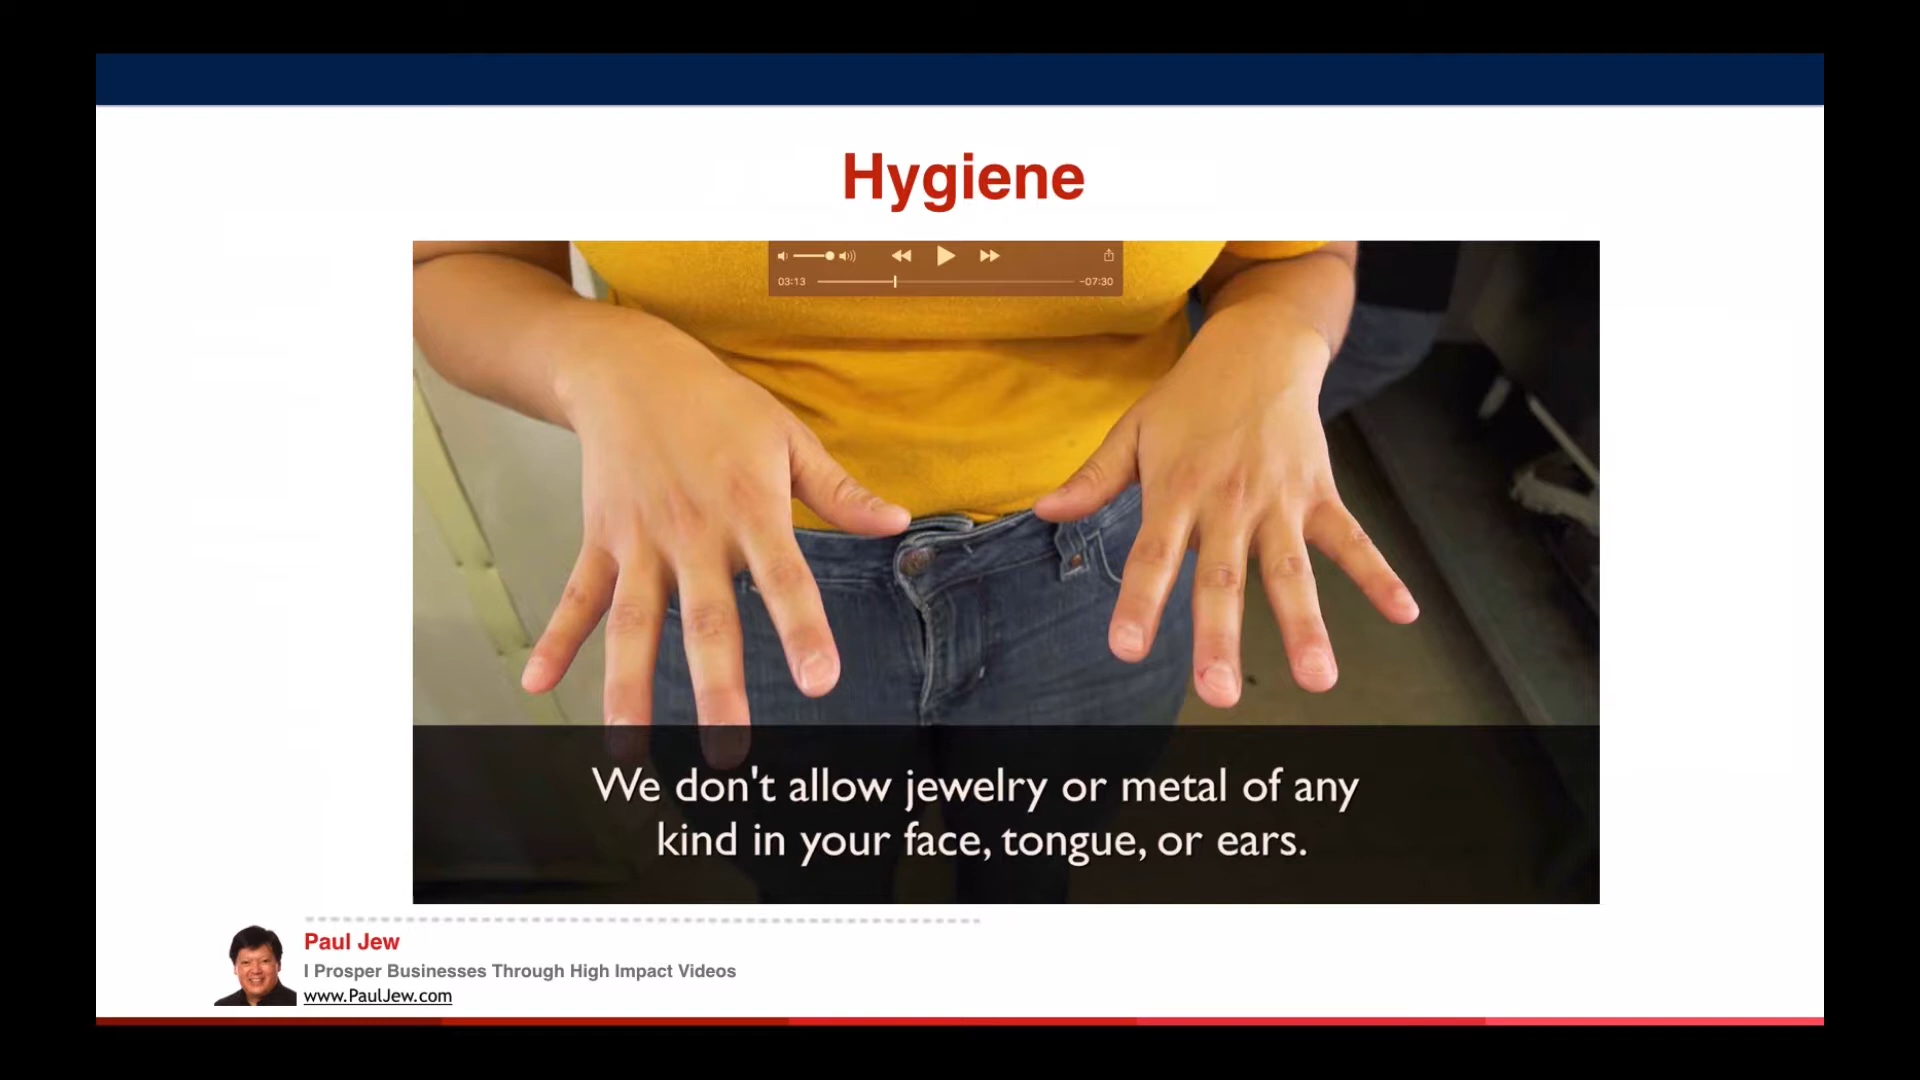 Hygiene
03:13
-07:30
We don't allow jewelry or metal of any
kind in your face, tongue, or ears.
Paul Jew
I Prosper Businesses Through High Impact Videos
www.PaulJew.com